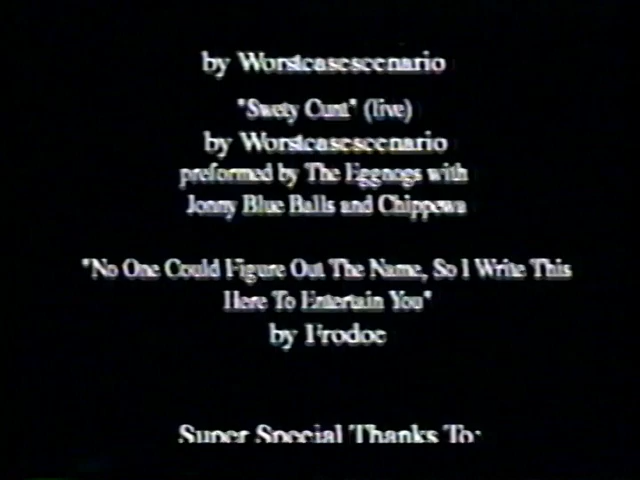 by Worstcasescenario
"Swety Cunt" (live)
by Worstcasescenario
preformed by The Eggnogs with
Jonny Blue Balls and Chippewa
"No One Could Figure Out The Name, So I Write This
Here To Entertain You"
by Frodoe
Super Special Thanks To: